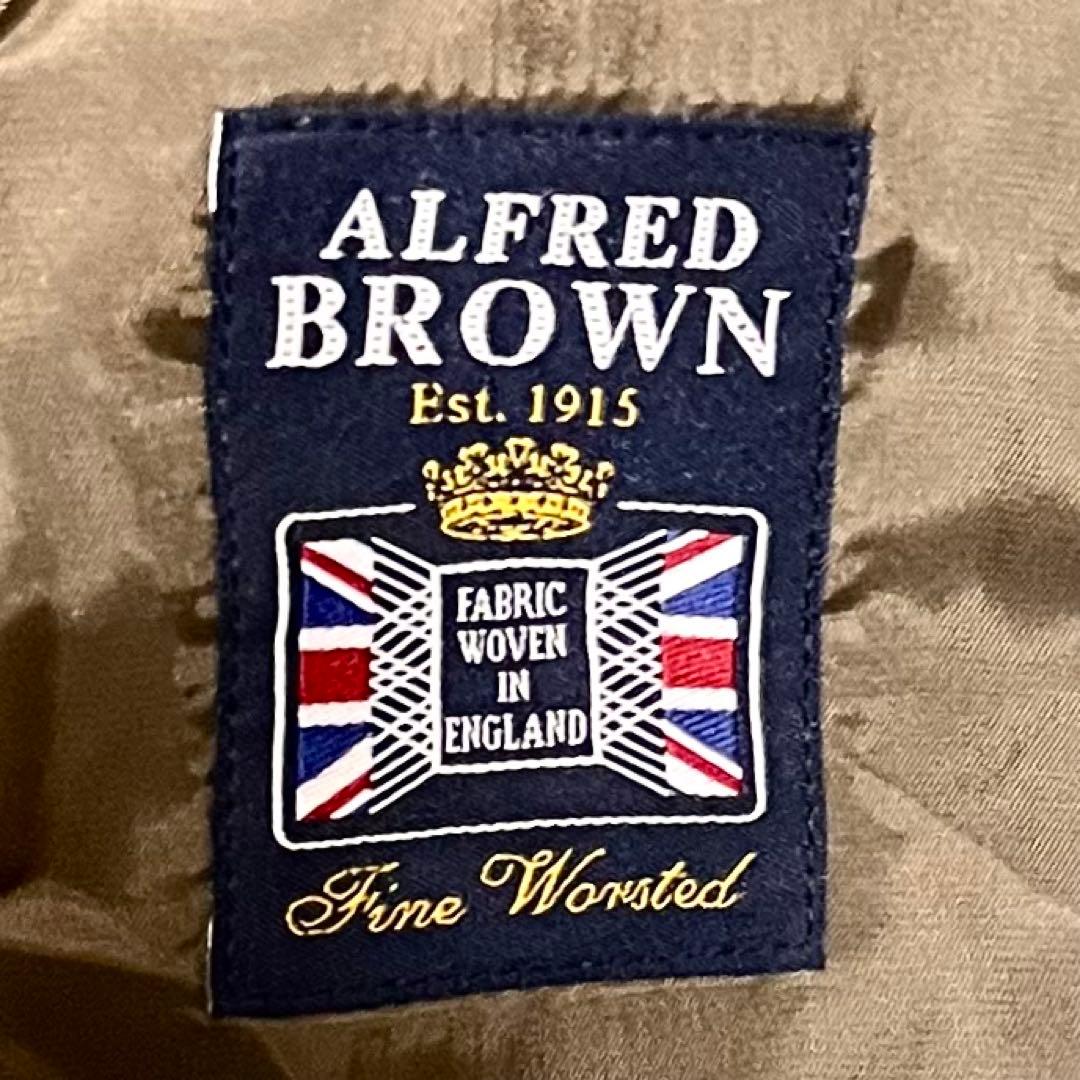 ALFRED
BROWN
Est. 1915
FABRIC
WOVEN
IN
ENGLAND
Fine Worsted